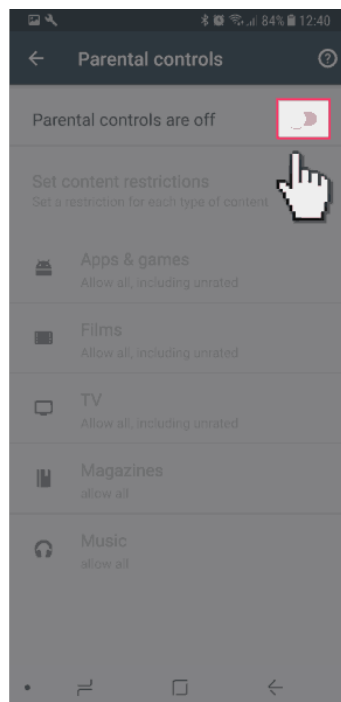 84% 12:40
Parental controls
Parental controls are off
Set content restrictions
Set a restriction for each type of content
Apps & games
Allow all, including unrated
Films
Allow all, including unrated
TV
Allow all, including unrated
Magazines
allow all
Music
allow all